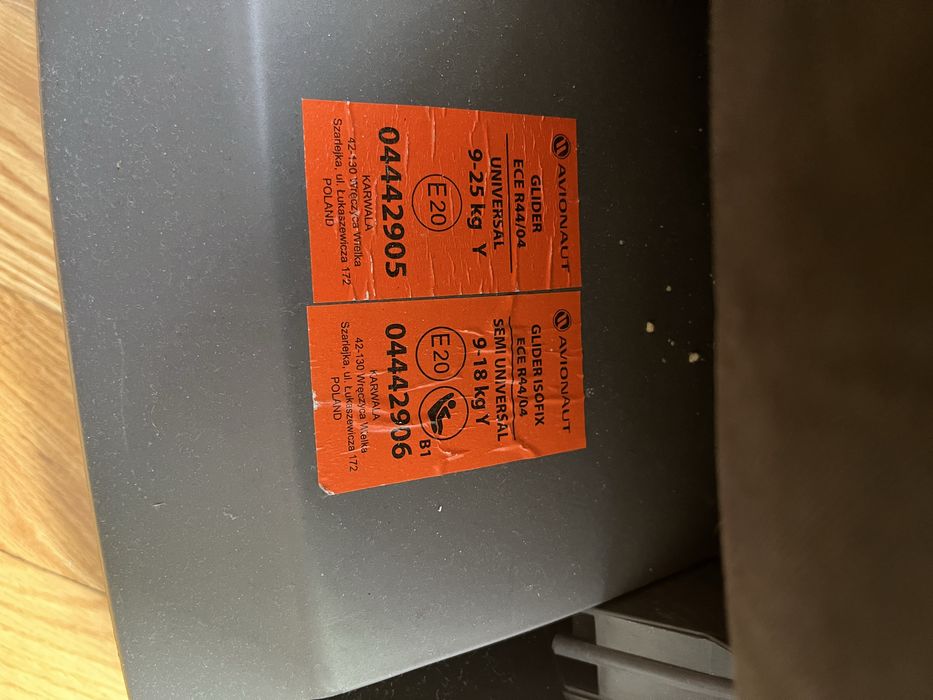 AVIONAUT
GLIDER
ECE R44/04
UNIVERSAL
9-25 kg Y
E 20
04442905
KARWALA
42-130 Wręczyca Wielka
Szarlejka, ul. Łukaszewicza 172
POLAND
AVIONAUT
GLIDER ISOFIX
ECE R44/04
SEMI UNIVERSAL
9-18 kg Y
E 20
B1
04442906
KARWALA
42-130 Wręczyca Wielka
Szarlejka, ul. Łukaszewicza 172
POLAND